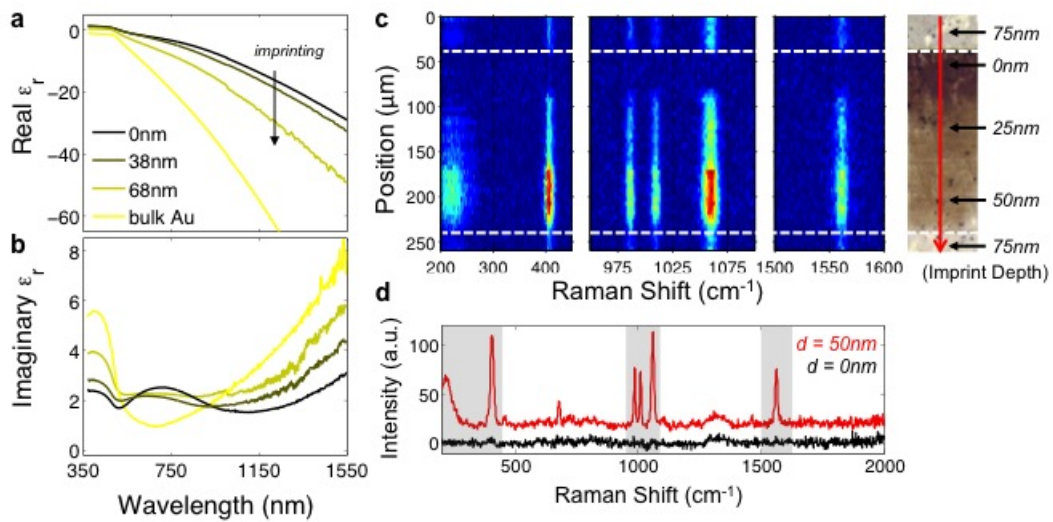 a
0
−20
−40
−60
Real εr
imprinting
0nm
38nm
68nm
bulk Au
b
8
6
4
2
0
Imaginary εr
350 750 1150 1550
Wavelength (nm)
c
0
50
100
150
200
250
Position (µm)
200 300 400
975 1025 1075
1500 1550 1600
Raman Shift (cm-1)
75nm
0nm
25nm
50nm
75nm
(Imprint Depth)
d
100
50
0
Intensity (a.u.)
d = 50nm
d = 0nm
500 1000 1500 2000
Raman Shift (cm-1)